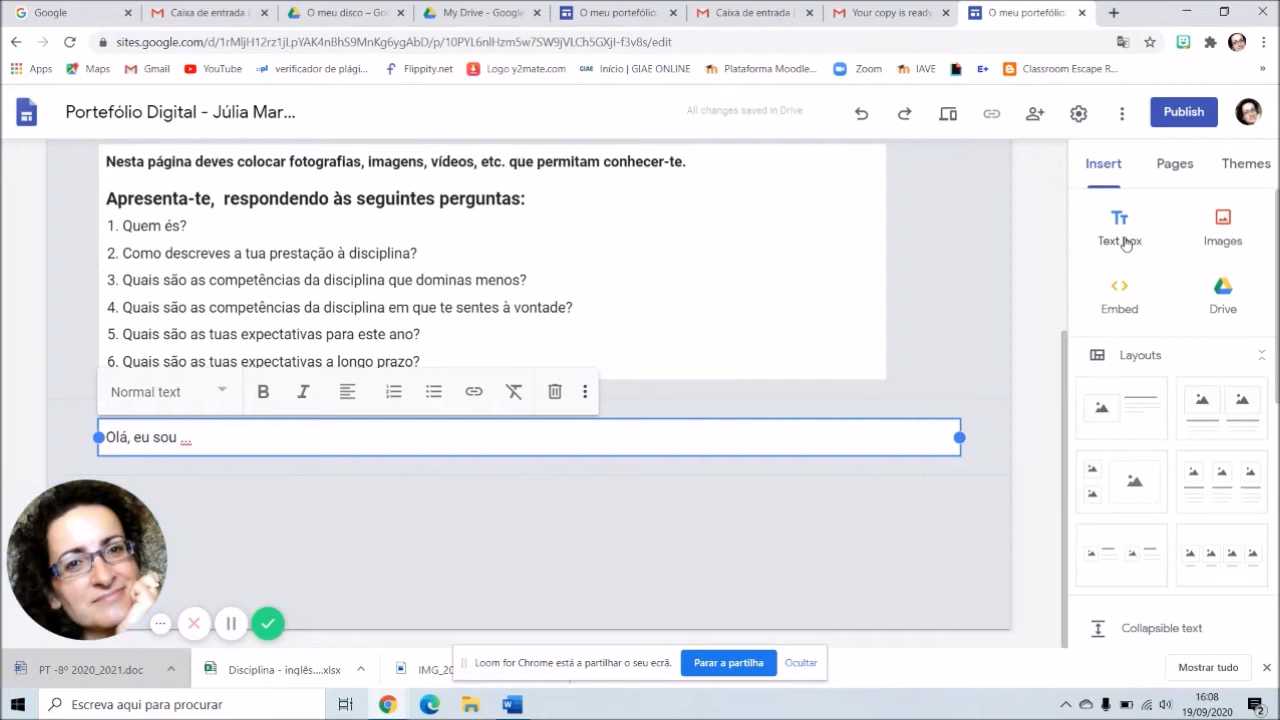 Google
Caixa de entrada (
O meu disco – Goo
My Drive - Google
O meu portefólio:
Caixa de entrada (
Your copy is ready
O meu portefólio:
sites.google.com/d/1rMljH12rz1jLpYAK4nBhS9MnKg6ygAbD/p/10PYL6nlHzm5w7SW9jVLCh5GXjI-f3v8s/edit
Apps
Maps
Gmail
YouTube
verificador de plági...
Flippity.net
Logo y2mate.com
GIAE Início | GIAE ONLINE
Plataforma Moodle...
Zoom
IAVE
E+
Classroom Escape R...
»
Portefólio Digital - Júlia Mar...
All changes saved in Drive
Publish
Nesta página deves colocar fotografias, imagens, vídeos, etc. que permitam conhecer-te.
Apresenta-te, respondendo às seguintes perguntas:
1. Quem és?
2. Como descreves a tua prestação à disciplina?
3. Quais são as competências da disciplina que dominas menos?
4. Quais são as competências da disciplina em que te sentes à vontade?
5. Quais são as tuas expectativas para este ano?
6. Quais são as tuas expectativas a longo prazo?
Normal text
B
I
Olá, eu sou ...
Insert
Pages
Themes
Text box
Images
Embed
Drive
Layouts
Collapsible text
PT -8º 2020_2021.doc
Disciplina - inglês....xlsx
IMG_20
Loom for Chrome está a partilhar o seu ecrã.
Parar a partilha
Ocultar
Mostrar tudo
Escreva aqui para procurar
16:08
19/09/2020
2